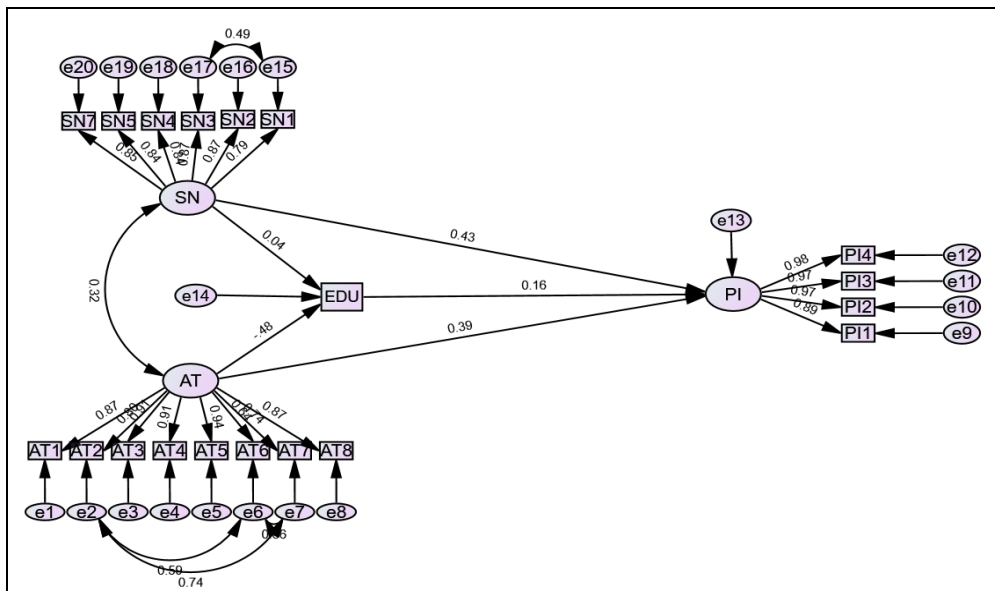 0.49
e20 e19 e18 e17 e16 e15
SN7 SN5 SN4 SN3 SN2 SN1
0.85 0.84 0.87 0.79
SN
e13
0.43
0.98
PI4 e12
0.04
0.97
PI3 e11
0.32
e14 EDU 0.16 PI
0.97
PI2 e10
0.89
PI1 e9
-.48
0.39
AT
0.87 0.91 0.91 0.94 0.74 0.87
AT1 AT2 AT3 AT4 AT5 AT6 AT7 AT8
e1 e2 e3 e4 e5 e6 e7 e8
0.59
0.74